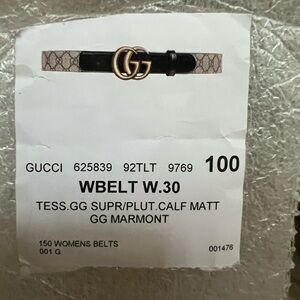 GUCCI 625839 92TLT 9769 100
WBELT W.30
TESS.GG SUPR/PLUT.CALF MATT
GG MARMONT
150 WOMENS BELTS
001 G 001476